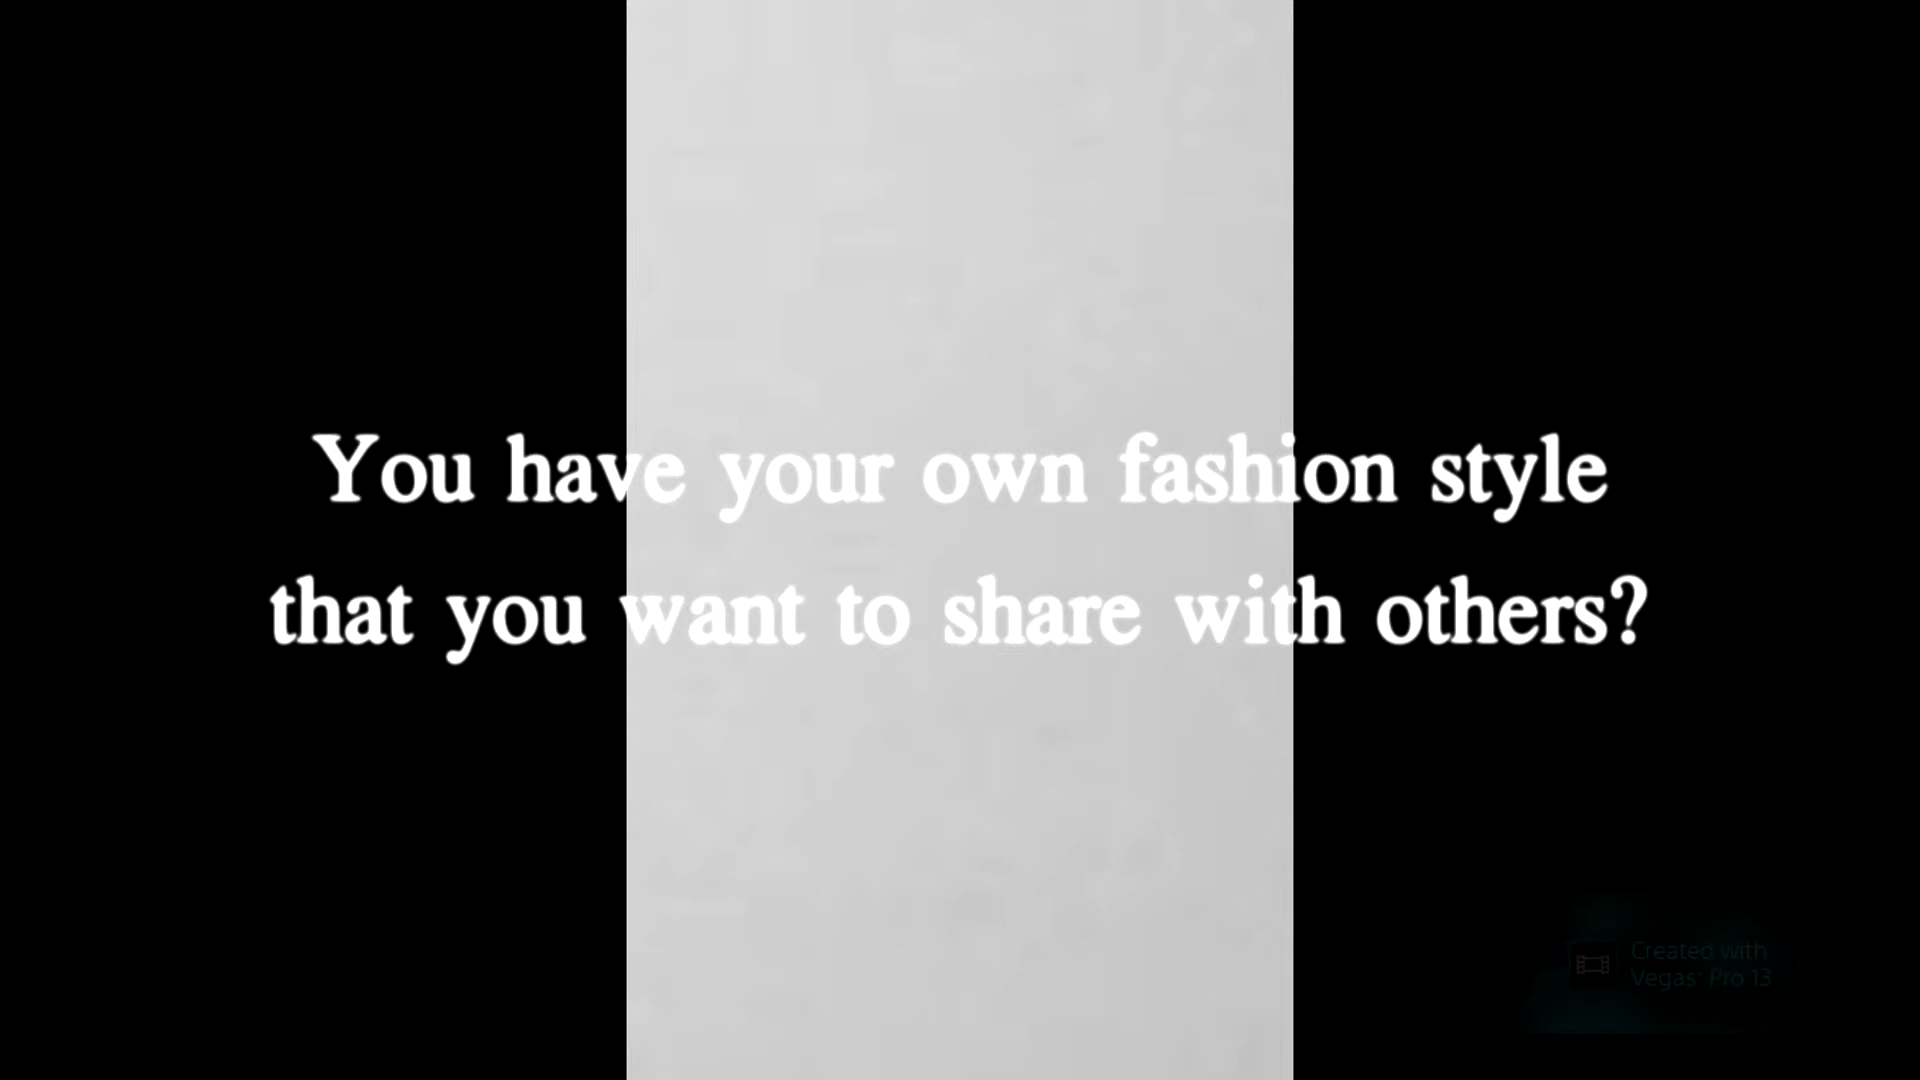 You have your own fashion style
that you want to share with others?
Created with
Vegas® Pro 13